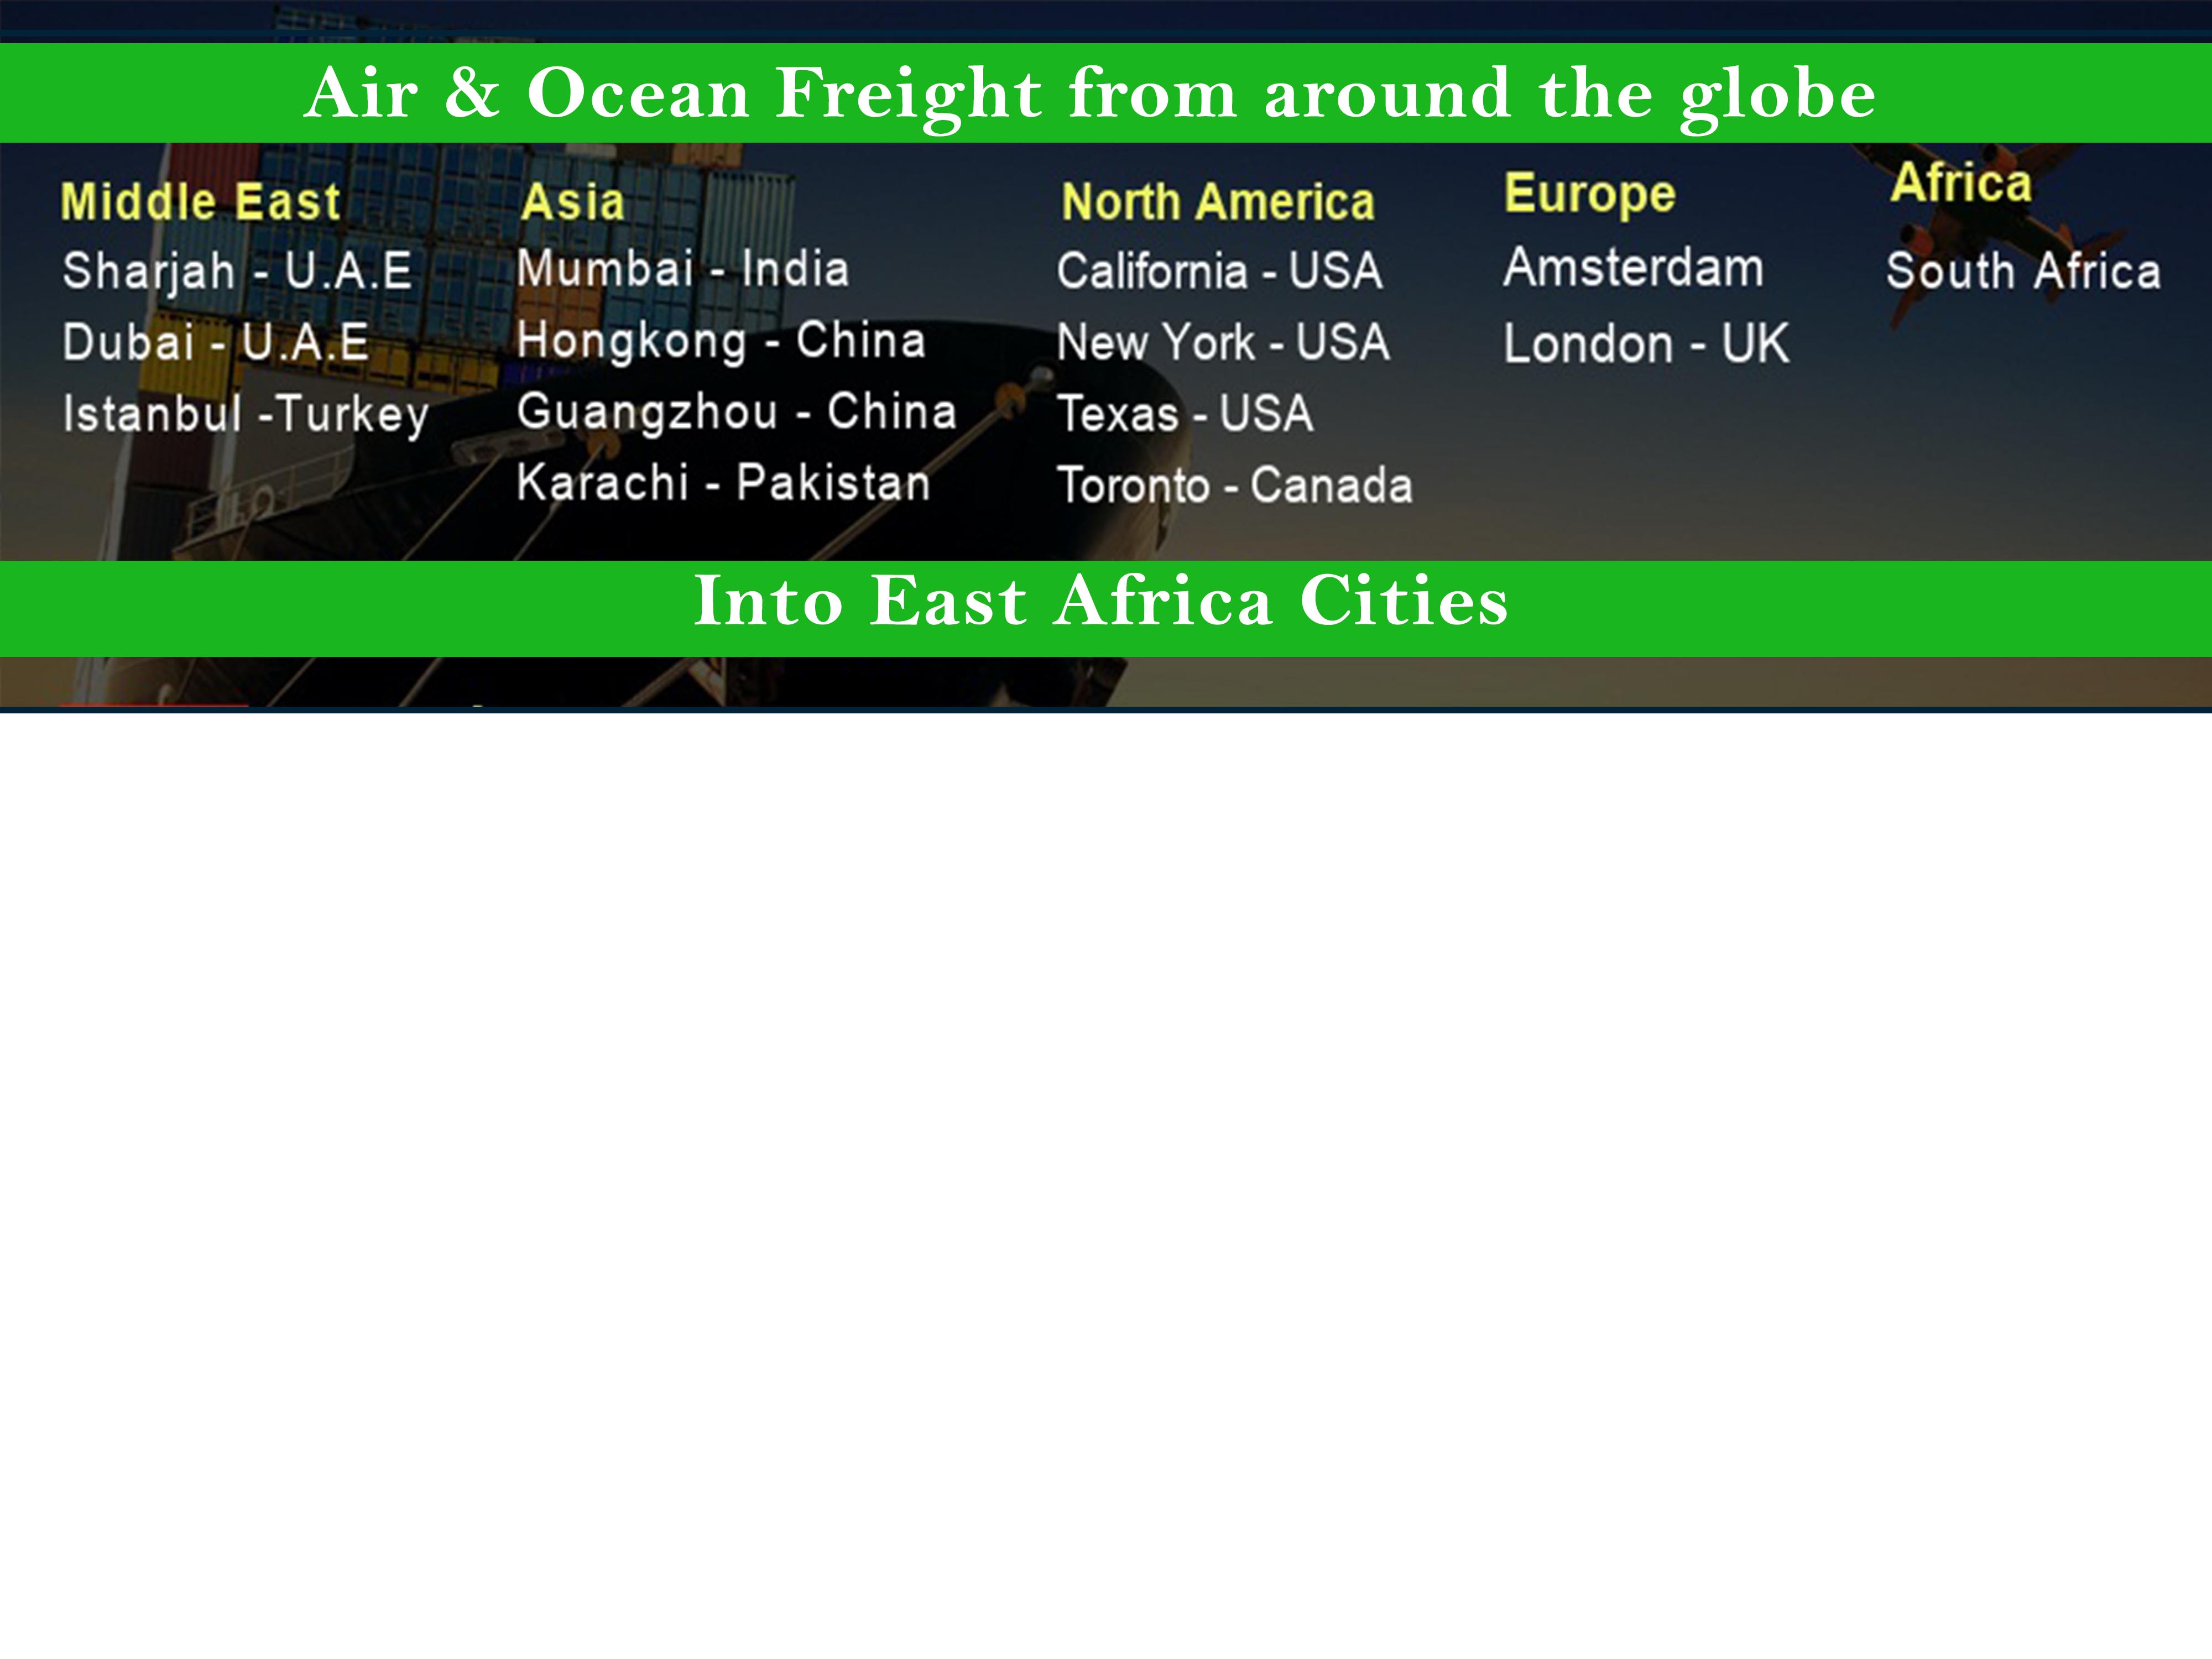 Air & Ocean Freight from around the globe
Middle East
Sharjah - U.A.E
Dubai - U.A.E
Istanbul -Turkey
Asia
Mumbai - India
Hongkong - China
Guangzhou - China
Karachi - Pakistan
North America
California - USA
New York - USA
Texas - USA
Toronto - Canada
Europe
Amsterdam
London - UK
Africa
South Africa
Into East Africa Cities